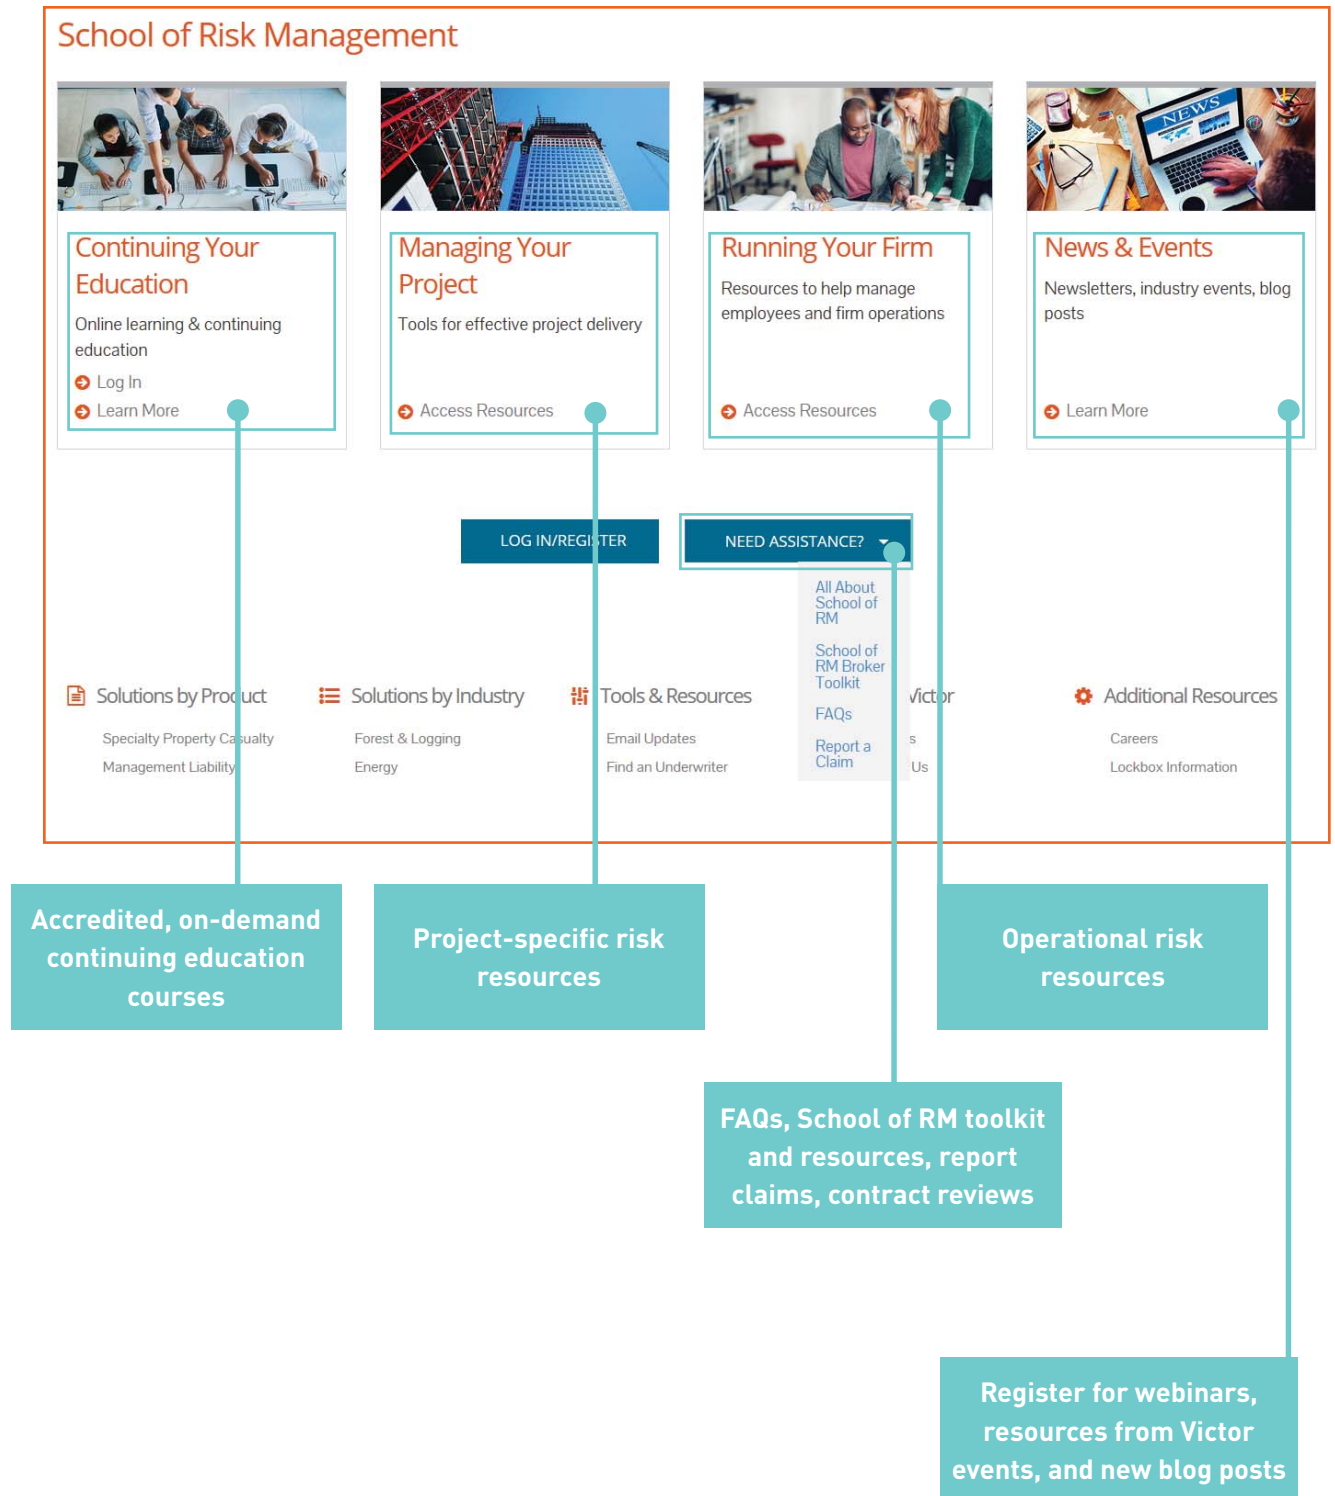 School of Risk Management
NEWS
Continuing Your
Education
Online learning & continuing
education
Log In
Learn More
Managing Your
Project
Tools for effective project delivery
Access Resources
Running Your Firm
Resources to help manage
employees and firm operations
Access Resources
News & Events
Newsletters, industry events, blog
posts
Learn More
LOG IN/REGISTER
NEED ASSISTANCE?
All About
School of
RM
School of
RM Broker
Toolkit
FAQs
Report a
Claim
Solutions by Product
Specialty Property Casualty
Management Liability
Solutions by Industry
Forest & Logging
Energy
Tools & Resources
Email Updates
Find an Underwriter
Victor
s
Us
Additional Resources
Careers
Lockbox Information
Accredited, on-demand
continuing education
courses
Project-specific risk
resources
Operational risk
resources
FAQs, School of RM toolkit
and resources, report
claims, contract reviews
Register for webinars,
resources from Victor
events, and new blog posts